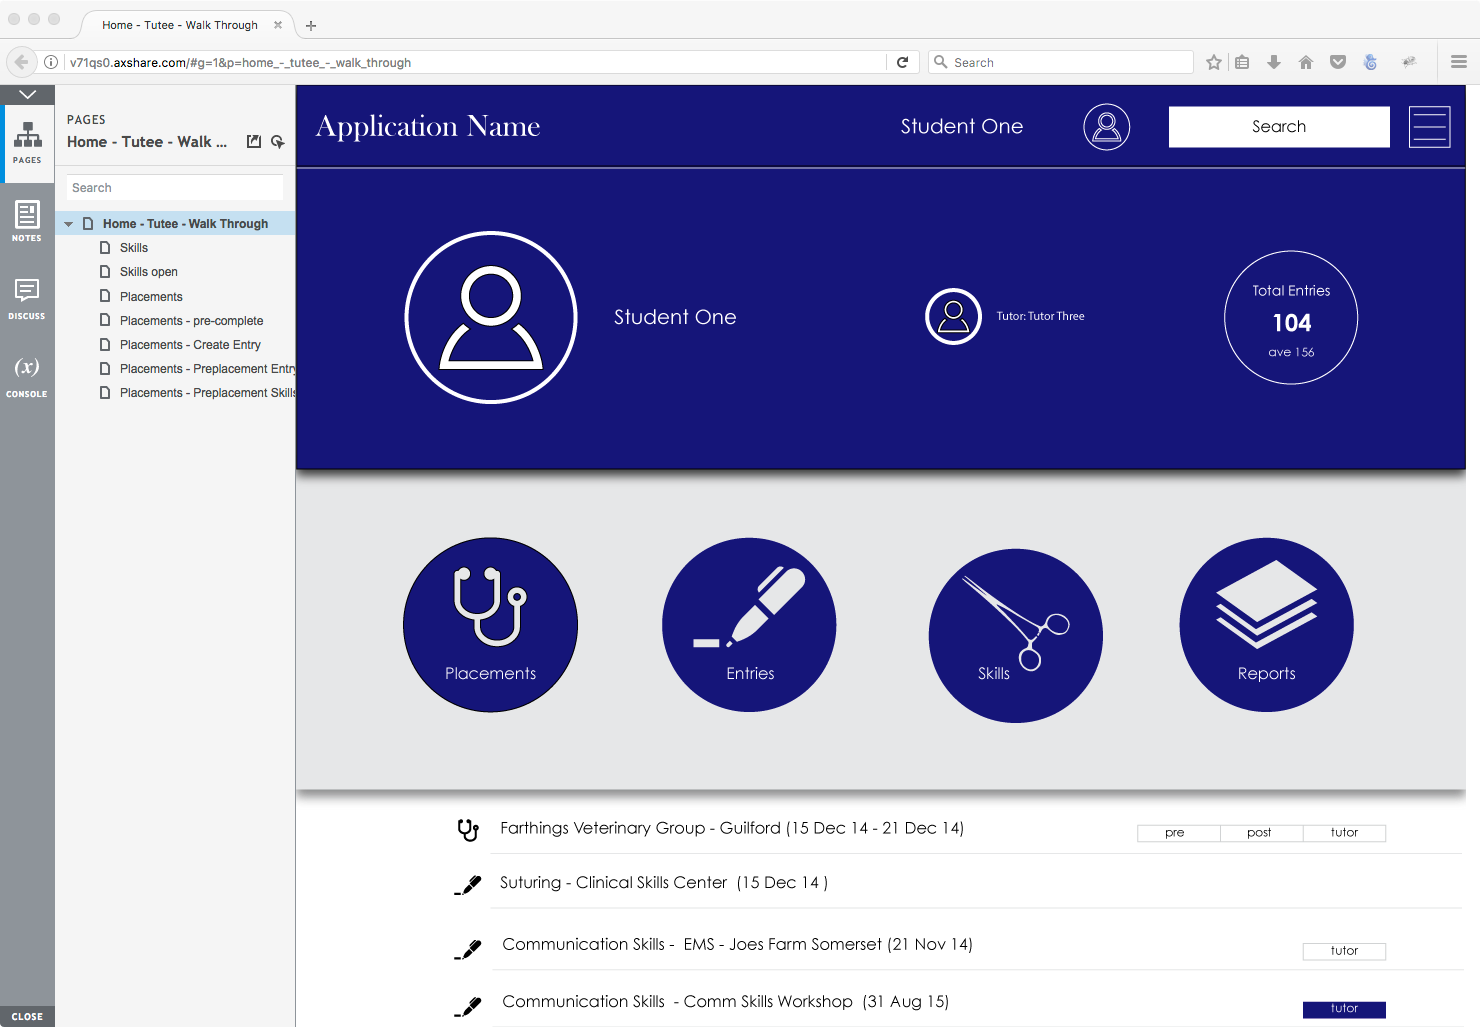 Home - Tutee - Walk Through
v71qs0.axshare.com/#g=1&p=home_-_tutee_-_walk_through
Search
PAGES
NOTES
DISCUSS
(x)
CONSOLE
CLOSE
PAGES
Home - Tutee - Walk ...
Search
Home - Tutee - Walk Through
Skills
Skills open
Placements
Placements - pre-complete
Placements - Create Entry
Placements - Preplacement Entry
Placements - Preplacement Skills
Application Name
Student One
Search
Student One
Tutor: Tutor Three
Total Entries
104
ave 156
Placements
Entries
Skills
Reports
Farthings Veterinary Group - Guilford (15 Dec 14 - 21 Dec 14)
pre post tutor
Suturing - Clinical Skills Center (15 Dec 14 )
Communication Skills - EMS - Joes Farm Somerset (21 Nov 14)
tutor
Communication Skills - Comm Skills Workshop (31 Aug 15)
tutor